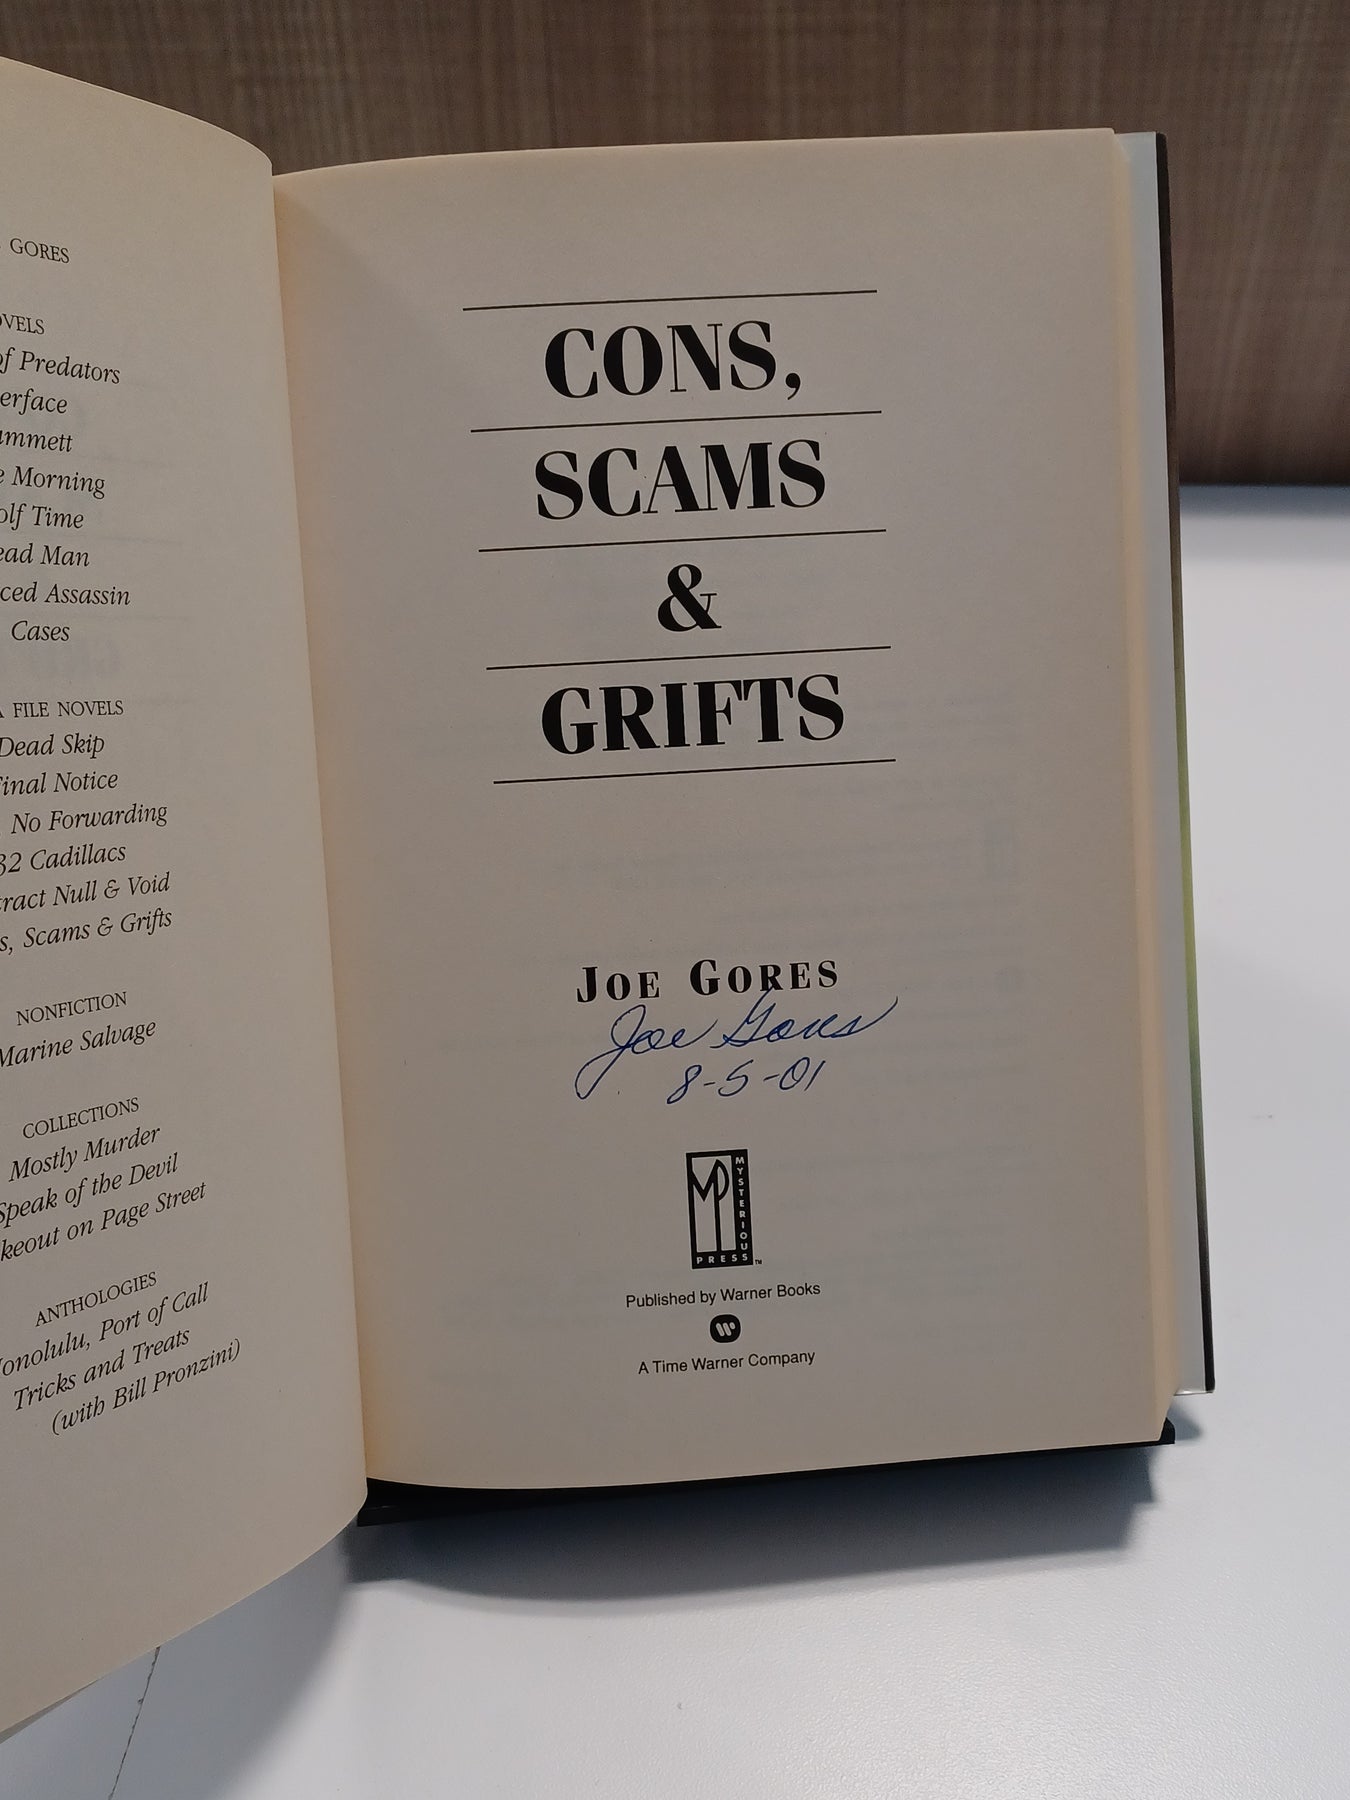 GORES
OVELS
of Predators
erface
ammett
e Morning
olf Time
ead Man
ced Assassin
Cases
A FILE NOVELS
Dead Skip
Final Notice
No Forwarding
32 Cadillacs
tract Null & Void
s, Scams & Grifts
NONFICTION
Marine Salvage
COLLECTIONS
Mostly Murder
Speak of the Devil
keout on Page Street
ANTHOLOGIES
onolulu, Port of Call
Tricks and Treats
(with Bill Pronzini)
CONS,
SCAMS
&
GRIFTS
JOE GORES
Joe Gores
8-5-01
MP
MYSTERIOUS
PRESS
™
Published by Warner Books
W
A Time Warner Company